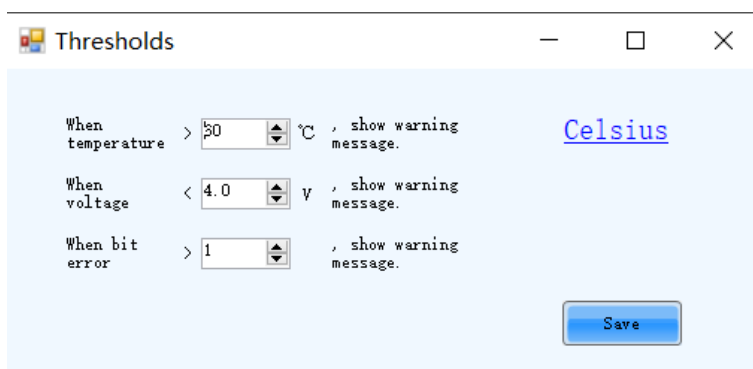 Thresholds
When temperature > 60 ℃ , show warning message.
Celsius
When voltage < 4.0 V , show warning message.
When bit error > 1 , show warning message.
Save